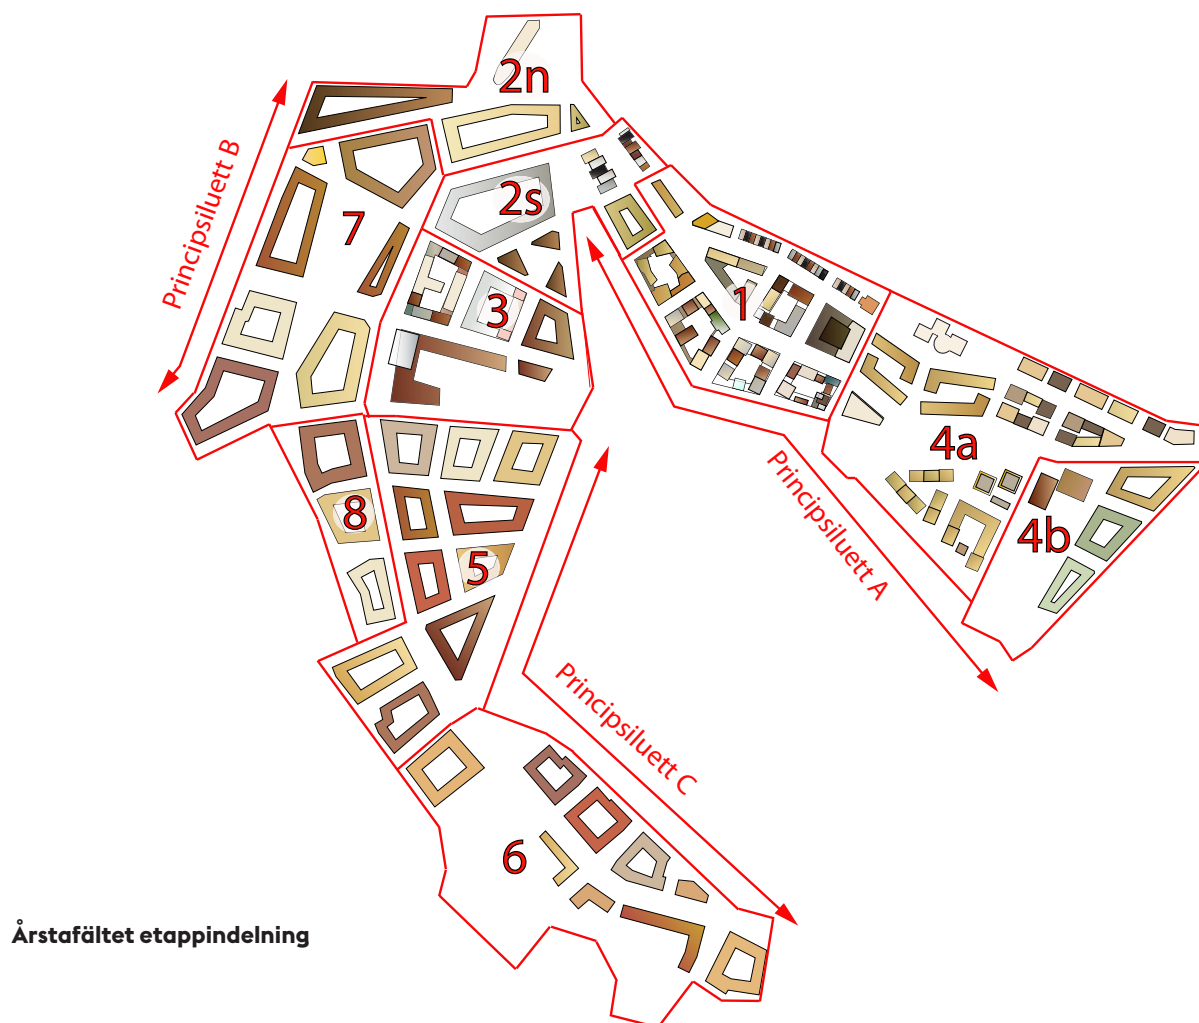 2n
Principsiluett B
2s
7
3
1
4a
Principsiluett A
4b
8
5
Principsiluett C
6
Årstafältet etappindelning